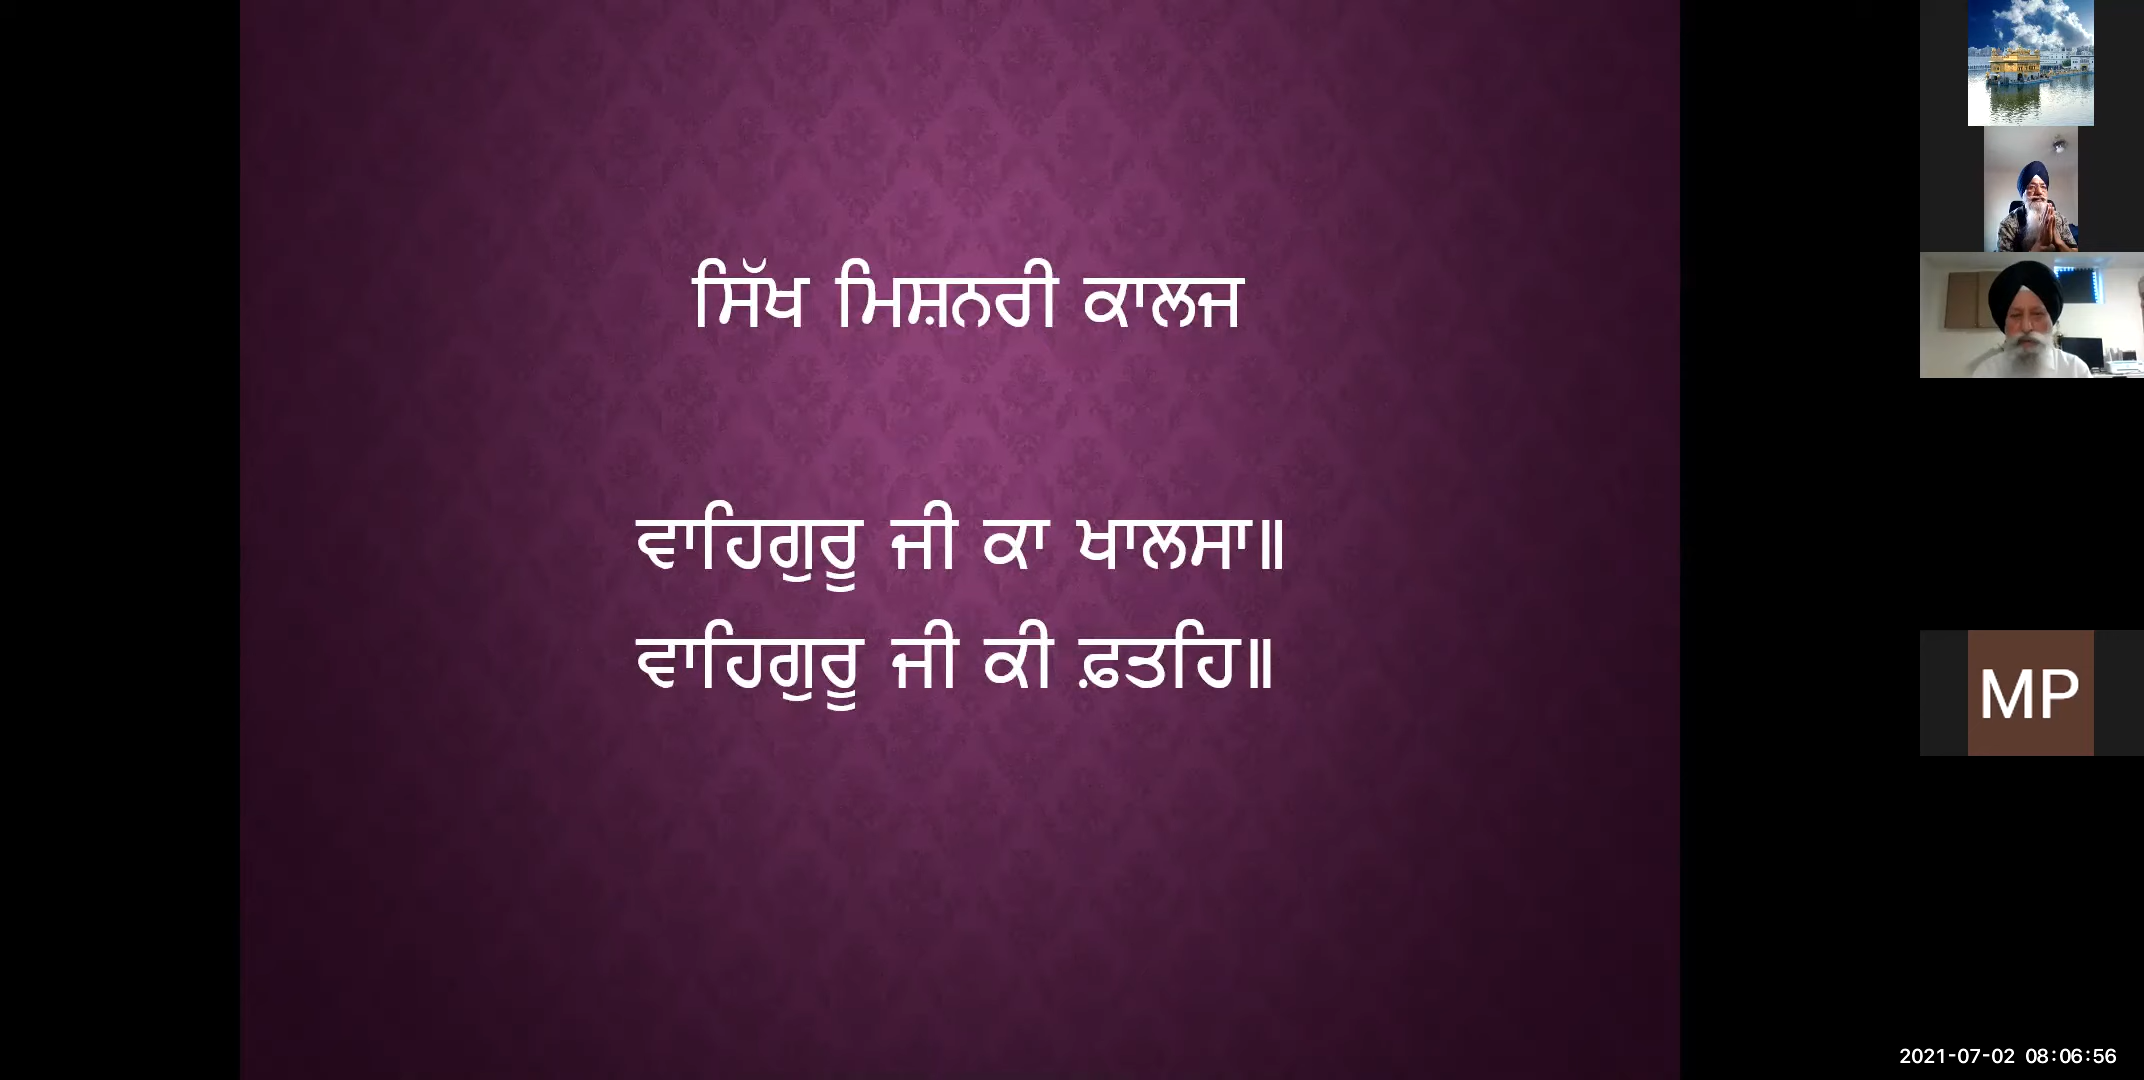 ਸਿੱਖ ਮਿਸ਼ਨਰੀ ਕਾਲਜ
ਵਾਹਿਗੁਰੂ ਜੀ ਕਾ ਖਾਲਸਾ॥
ਵਾਹਿਗੁਰੂ ਜੀ ਕੀ ਫ਼ਤਹਿ॥
MP
2021-07-02 08:06:56